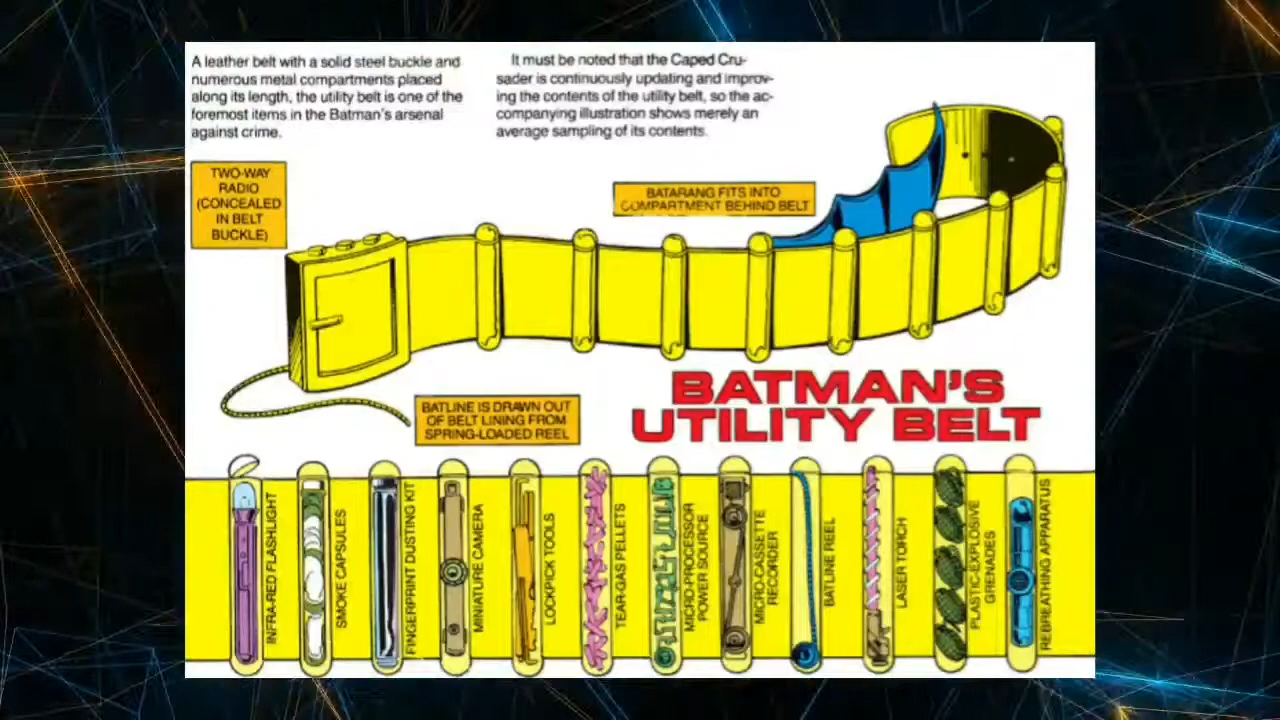 A leather belt with a solid steel buckle and
numerous metal compartments placed
along its length, the utility belt is one of the
foremost items in the Batman's arsenal
against crime.
It must be noted that the Caped Cru-
sader is continuously updating and improv-
ing the contents of the utility belt, so the ac-
companying illustration shows merely an
average sampling of its contents.
TWO-WAY
RADIO
(CONCEALED
IN BELT
BUCKLE)
BATARANG FITS INTO
COMPARTMENT BEHIND BELT
BATLINE IS DRAWN OUT
OF BELT LINING FROM
SPRING-LOADED REEL
BATMAN'S
UTILITY BELT
INFRA-RED FLASHLIGHT
SMOKE CAPSULES
FINGERPRINT DUSTING KIT
MINIATURE CAMERA
LOCKPICK TOOLS
TEAR-GAS PELLETS
MICRO-PROCESSOR
POWER SOURCE
MICRO-CASSETTE
RECORDER
BATLINE REEL
LASER TORCH
PLASTIC-EXPLOSIVE
GRENADES
REBREATHING APPARATUS